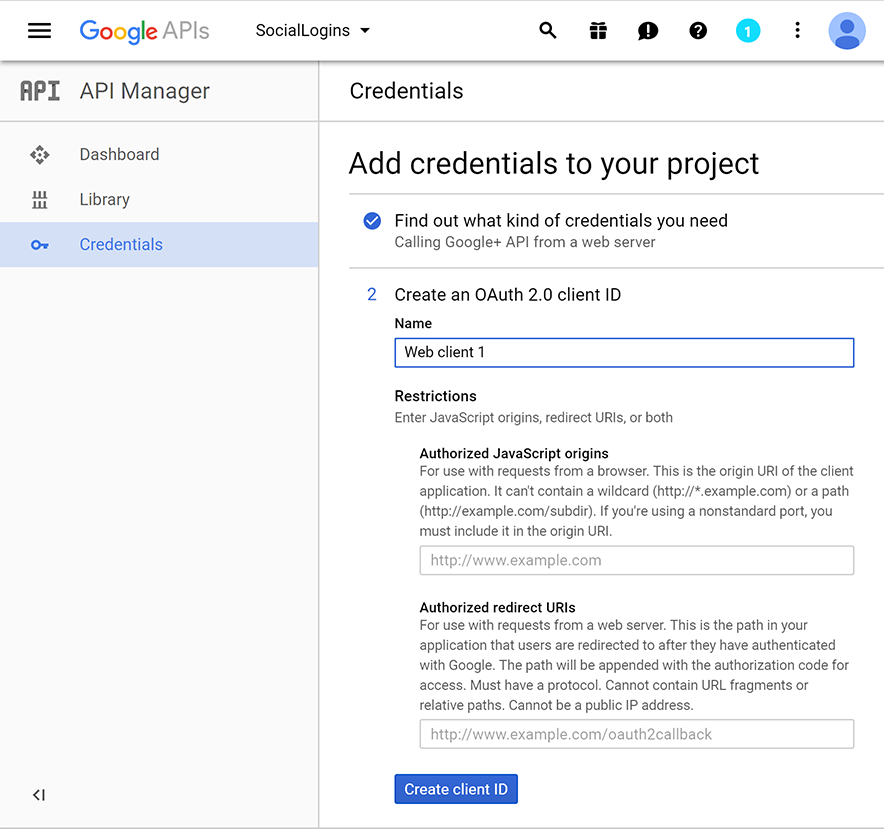 Google APIs
SocialLogins
1
API API Manager
Credentials
Dashboard
Library
Credentials
Add credentials to your project
Find out what kind of credentials you need
Calling Google+ API from a web server
2 Create an OAuth 2.0 client ID
Name
Web client 1
Restrictions
Enter JavaScript origins, redirect URIs, or both
Authorized JavaScript origins
For use with requests from a browser. This is the origin URI of the client
application. It can't contain a wildcard (http://*.example.com) or a path
(http://example.com/subdir). If you're using a nonstandard port, you
must include it in the origin URI.
http://www.example.com
Authorized redirect URIs
For use with requests from a web server. This is the path in your
application that users are redirected to after they have authenticated
with Google. The path will be appended with the authorization code for
access. Must have a protocol. Cannot contain URL fragments or
relative paths. Cannot be a public IP address.
http://www.example.com/oauth2callback
Create client ID